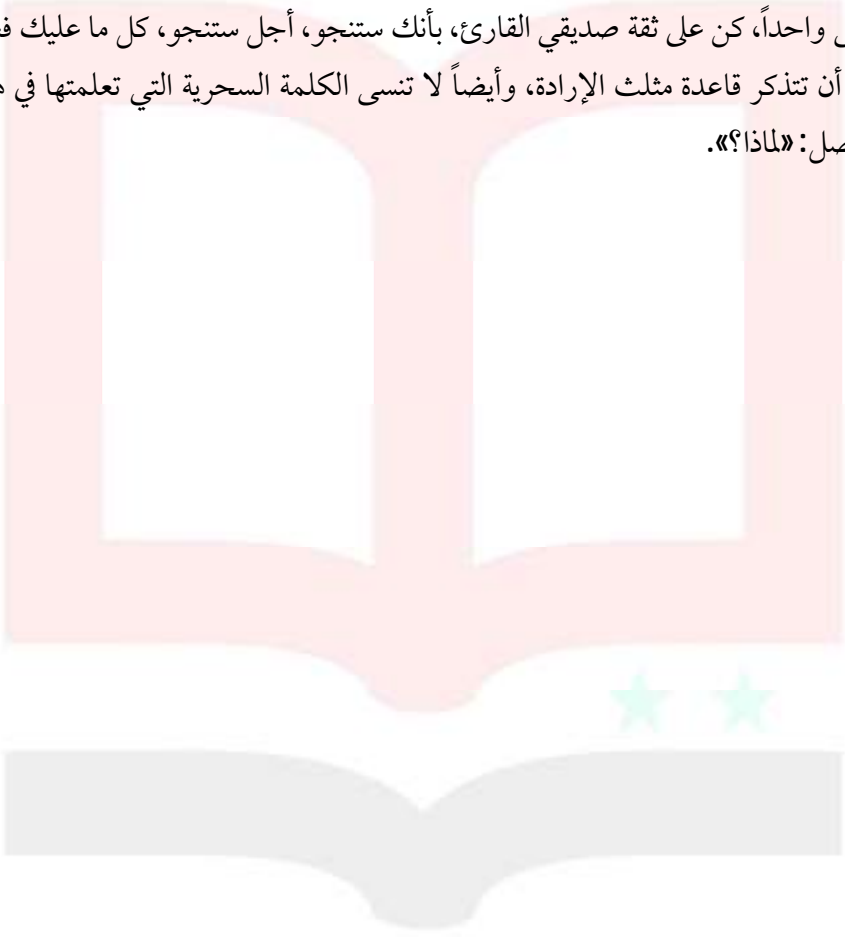 واحداً، كن على ثقة صديقي القارئ، بأنك ستنجو، أجل ستنجو، كل ما عليك
أن تتذكر قاعدة مثلث الإرادة، وأيضاً لا تنسى الكلمة السحرية التي تعلمتها في
: «لماذا؟».